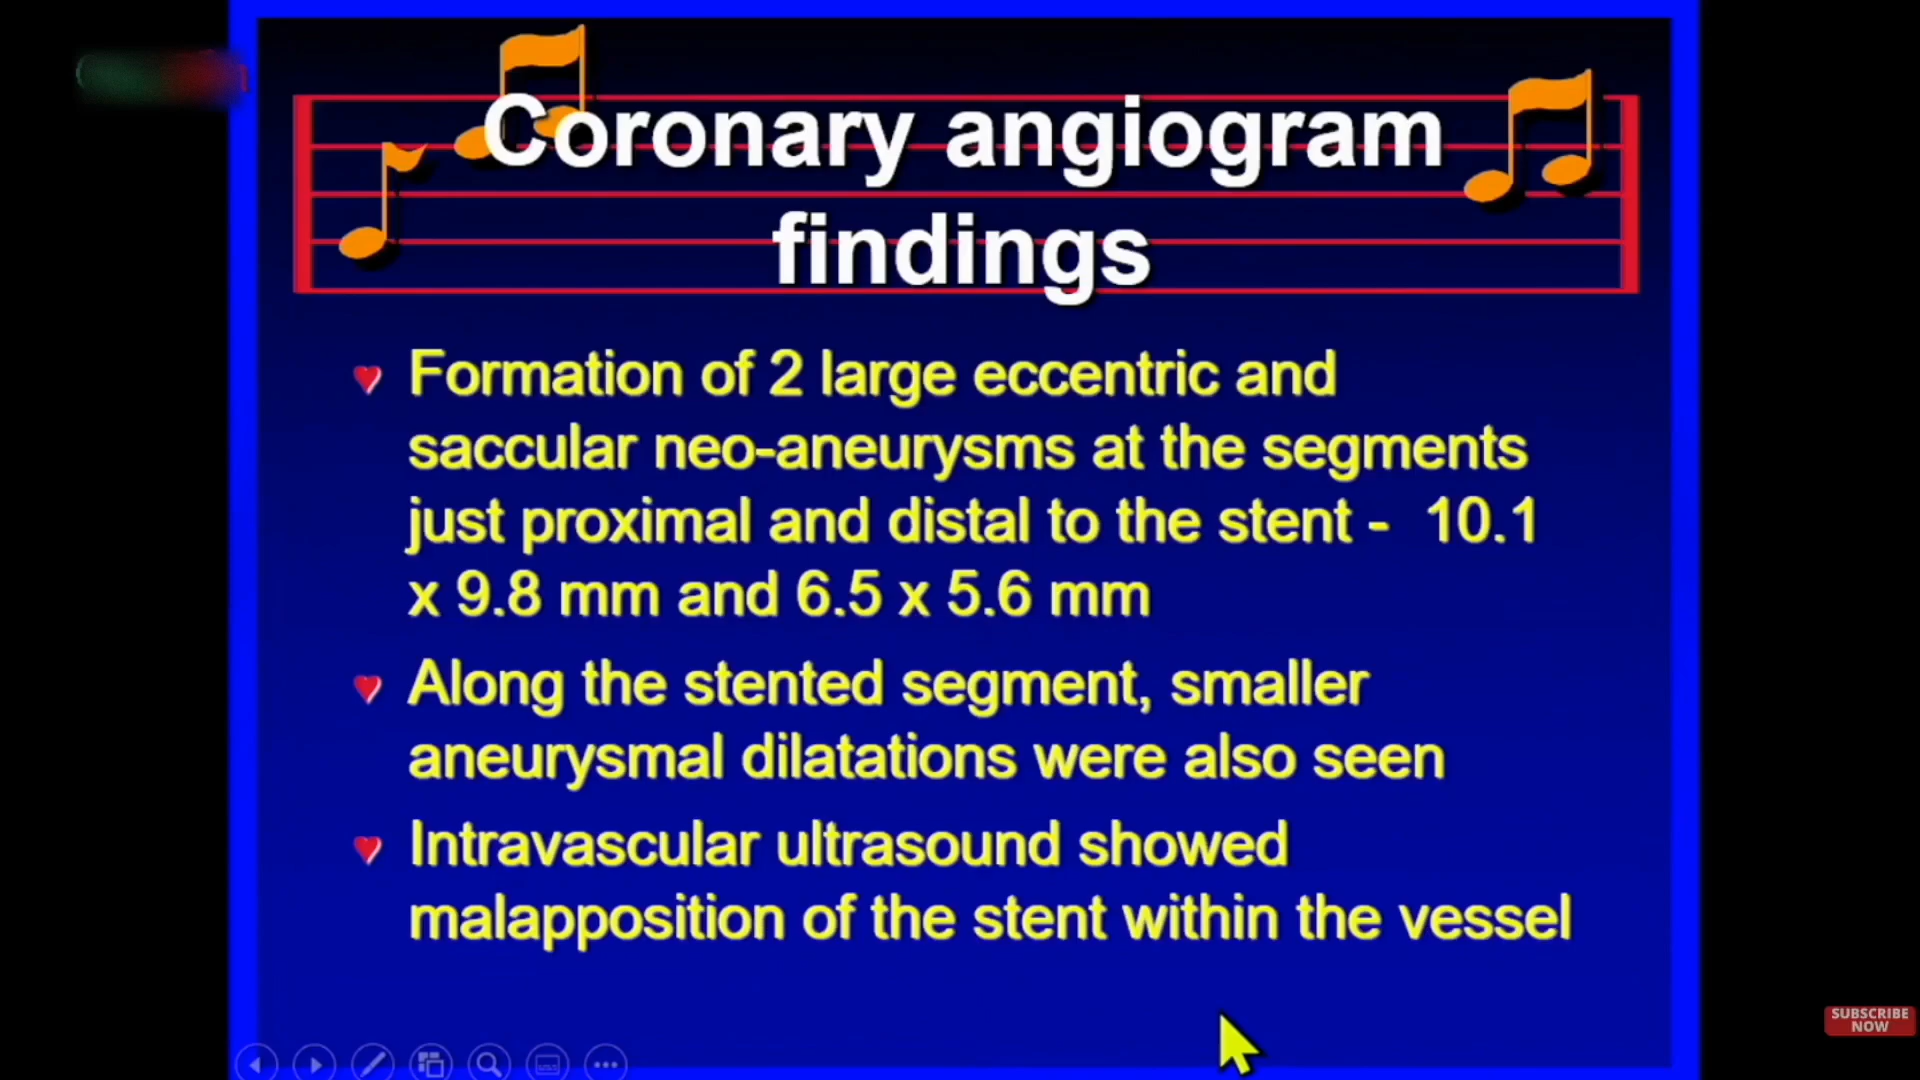 Coronary angiogram
findings
Formation of 2 large eccentric and
saccular neo-aneurysms at the segments
just proximal and distal to the stent - 10.1
x 9.8 mm and 6.5 x 5.6 mm
Along the stented segment, smaller
aneurysmal dilatations were also seen
Intravascular ultrasound showed
malapposition of the stent within the vessel
SUBSCRIBE
NOW